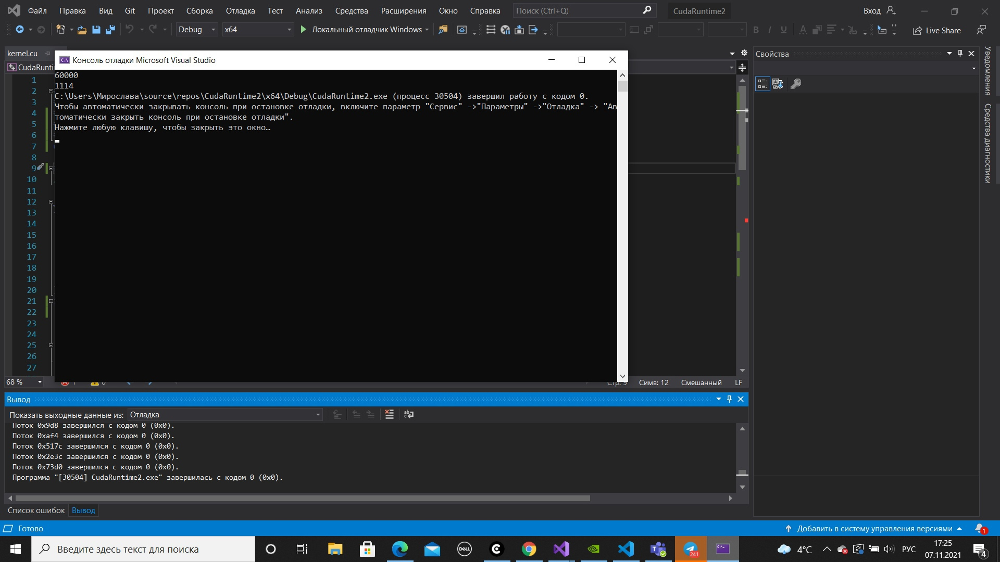 Файл Правка Вид Git Проект Сборка Отладка Тест Анализ Средства Расширения Окно Справка Поиск (Ctrl+Q) CudaRuntime2 Вход
Debug x64 Локальный отладчик Windows Live Share
kernel.cu
CudaRunti
Консоль отладки Microsoft Visual Studio
60000
1114
C:\Users\Мирослава\source\repos\CudaRuntime2\x64\Debug\CudaRuntime2.exe (процесс 30504) завершил работу с кодом 0.
Чтобы автоматически закрывать консоль при остановке отладки, включите параметр "Сервис" ->"Параметры" ->"Отладка" -> "Ав
томатически закрыть консоль при остановке отладки".
Нажмите любую клавишу, чтобы закрыть это окно…
1
2
3
4
5
6
7
8
9
10
11
12
13
14
15
16
17
18
19
20
21
22
23
24
25
26
27
Свойства
Уведомления
Средства диагностики
68 % Стр: 9 Симв: 12 Смешанный LF
Вывод
Показать выходные данные из: Отладка
Поток 0x9d8 завершился с кодом 0 (0x0).
Поток 0xaf4 завершился с кодом 0 (0x0).
Поток 0x517c завершился с кодом 0 (0x0).
Поток 0x2e3c завершился с кодом 0 (0x0).
Поток 0x73d0 завершился с кодом 0 (0x0).
Программа "[30504] CudaRuntime2.exe" завершилась с кодом 0 (0x0).
Список ошибок Вывод
Готово Добавить в систему управления версиями 1
Введите здесь текст для поиска DELL 241 4°C РУС 17:25
07.11.2021 4